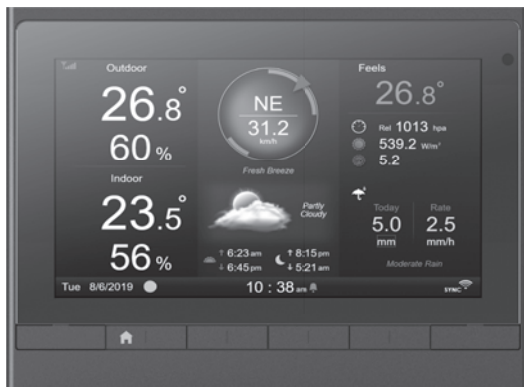 Outdoor
26.8°
60%
Indoor
23.5°
56%
NE
31.2
km/h
Fresh Breeze
Partly
Cloudy
↑ 6:23 am
↓ 6:45 pm
↑ 8:15 pm
↓ 5:21 am
Feels
26.8°
Rel 1013 hpa
539.2 W/m²
5.2
Today Rate
5.0 2.5
mm mm/h
Moderate Rain
Tue 8/6/2019 10 : 38 am SYNC